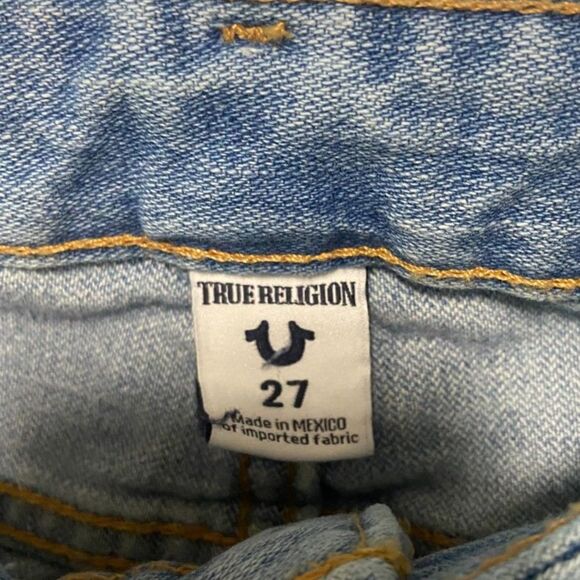 TRUE RELIGION
27
Made in MEXICO
of imported fabric